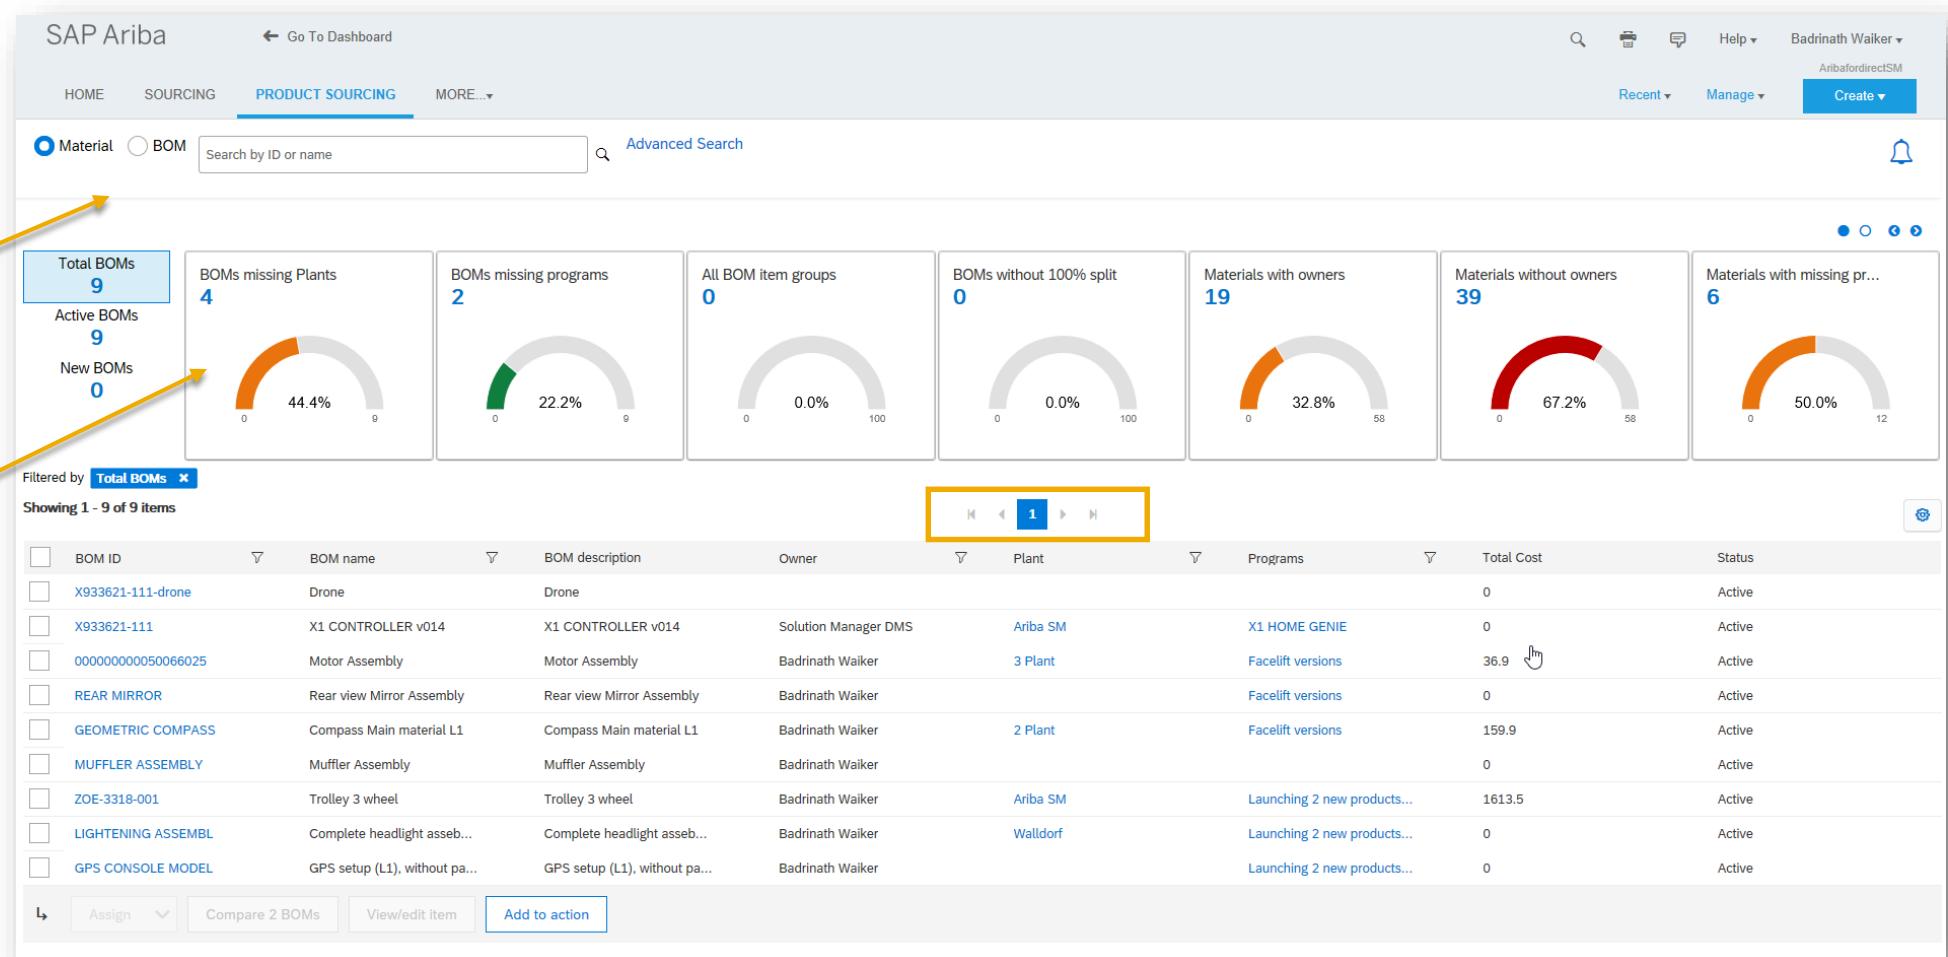 SAP Ariba
Go To Dashboard
Help
Badrinath Waiker
AribafordirectSM
HOME SOURCING PRODUCT SOURCING MORE...
Recent Manage Create
Material BOM Search by ID or name Advanced Search
Total BOMs
9
Active BOMs
9
New BOMs
0
BOMs missing Plants
4
44.4%
0 9
BOMs missing programs
2
22.2%
0 9
All BOM item groups
0
0.0%
0 100
BOMs without 100% split
0
0.0%
0 100
Materials with owners
19
32.8%
0 58
Materials without owners
39
67.2%
0 58
Materials with missing pr...
6
50.0%
0 12
Filtered by Total BOMs ×
Showing 1 - 9 of 9 items
1
BOM ID BOM name BOM description Owner Plant Programs Total Cost Status
X933621-111-drone Drone Drone 0 Active
X933621-111 X1 CONTROLLER v014 X1 CONTROLLER v014 Solution Manager DMS Ariba SM X1 HOME GENIE 0 Active
000000000050066025 Motor Assembly Motor Assembly Badrinath Waiker 3 Plant Facelift versions 36.9 Active
REAR MIRROR Rear view Mirror Assembly Rear view Mirror Assembly Badrinath Waiker Facelift versions 0 Active
GEOMETRIC COMPASS Compass Main material L1 Compass Main material L1 Badrinath Waiker 2 Plant Facelift versions 159.9 Active
MUFFLER ASSEMBLY Muffler Assembly Muffler Assembly Badrinath Waiker 0 Active
ZOE-3318-001 Trolley 3 wheel Trolley 3 wheel Badrinath Waiker Ariba SM Launching 2 new products... 1613.5 Active
LIGHTENING ASSEMBL Complete headlight asseb... Complete headlight asseb... Badrinath Waiker Walldorf Launching 2 new products... 0 Active
GPS CONSOLE MODEL GPS setup (L1), without pa... GPS setup (L1), without pa... Badrinath Waiker Launching 2 new products... 0 Active
Assign Compare 2 BOMs View/edit item Add to action